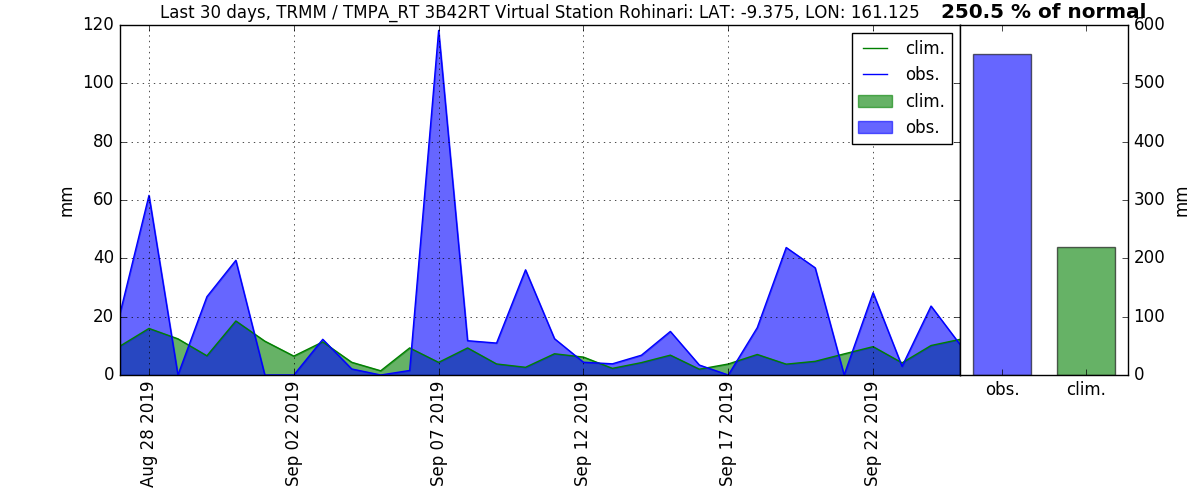 Last 30 days, TRMM / TMPA_RT 3B42RT Virtual Station Rohinari: LAT: -9.375, LON: 161.125
250.5 % of normal
120
100
80
60
40
20
0
mm
clim.
obs.
clim.
obs.
600
500
400
300
200
100
0
mm
Aug 28 2019
Sep 02 2019
Sep 07 2019
Sep 12 2019
Sep 17 2019
Sep 22 2019
obs.
clim.